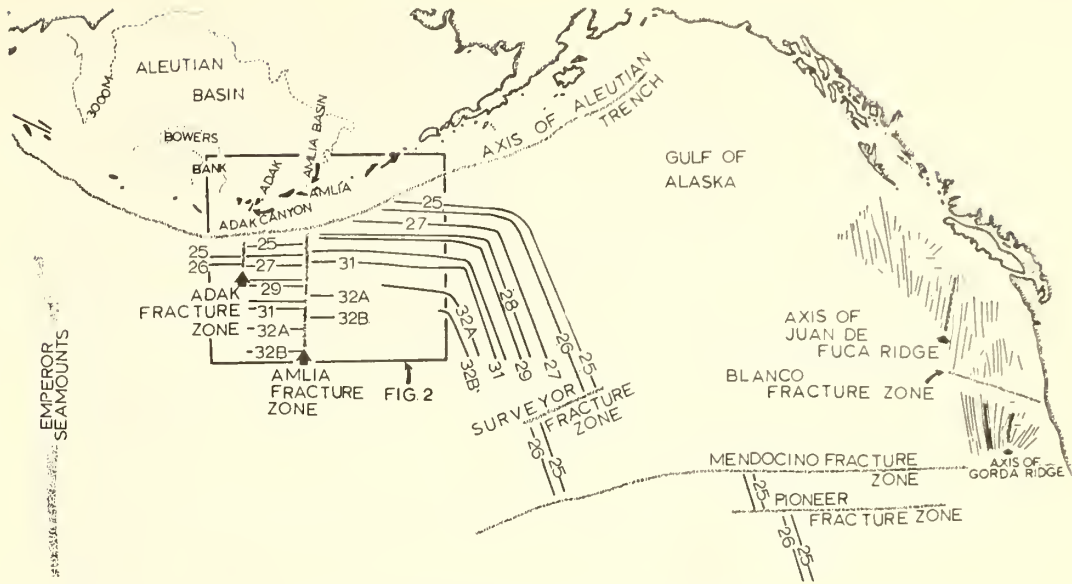 ALEUTIAN
BASIN
3000M.
BOWERS
BANK
ADAK
AMLIA BASIN
AMLIA
ADAK CANYON
AXIS OF ALEUTIAN
TRENCH
GULF OF
ALASKA
25
27
25
26
25
27
31
29
31
32A
32B
32A
32B
28
32A
32B
31
29
27
26
25
ADAK
FRACTURE
ZONE
AMLIA
FRACTURE
ZONE
FIG. 2
EMPEROR
SEAMOUNTS
SURVEYOR
FRACTURE
ZONE
26
25
AXIS OF
JUAN DE
FUCA RIDGE
BLANCO
FRACTURE ZONE
MENDOCINO FRACTURE
ZONE
AXIS OF
GORDA RIDGE
25
PIONEER
FRACTURE ZONE
26
25